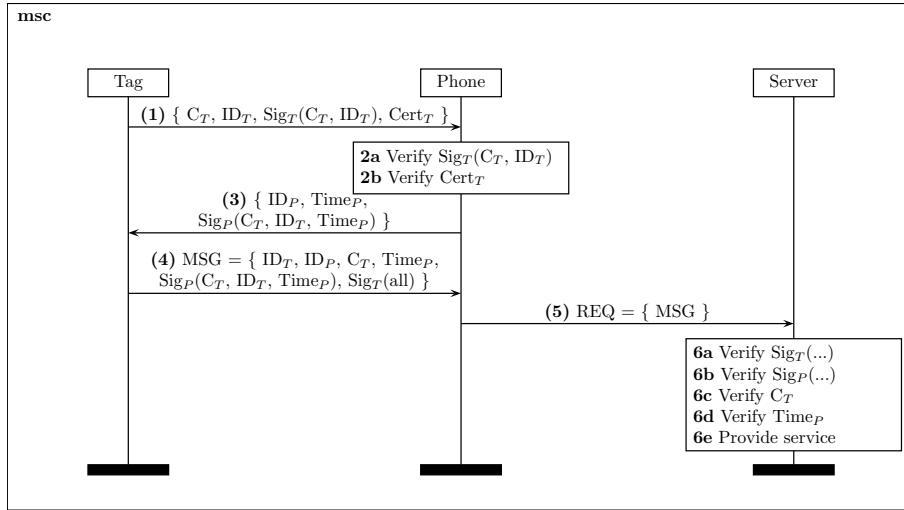 msc
Tag
Phone
Server
(1) { C_T, ID_T, Sig_T(C_T, ID_T), Cert_T }
2a Verify Sig_T(C_T, ID_T)
2b Verify Cert_T
(3) { ID_P, Time_P,
Sig_P(C_T, ID_T, Time_P) }
(4) MSG = { ID_T, ID_P, C_T, Time_P,
Sig_P(C_T, ID_T, Time_P), Sig_T(all) }
(5) REQ = { MSG }
6a Verify Sig_T(...)
6b Verify Sig_P(...)
6c Verify C_T
6d Verify Time_P
6e Provide service